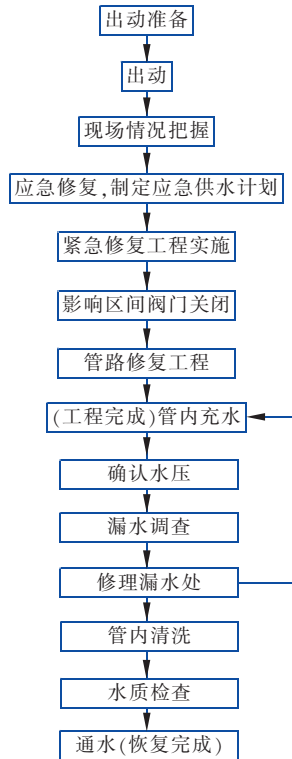 出动准备
出动
现场情况把握
应急修复,制定应急供水计划
紧急修复工程实施
影响区间阀门关闭
管路修复工程
(工程完成)管内充水
确认水压
漏水调查
修理漏水处
管内清洗
水质检查
通水(恢复完成)